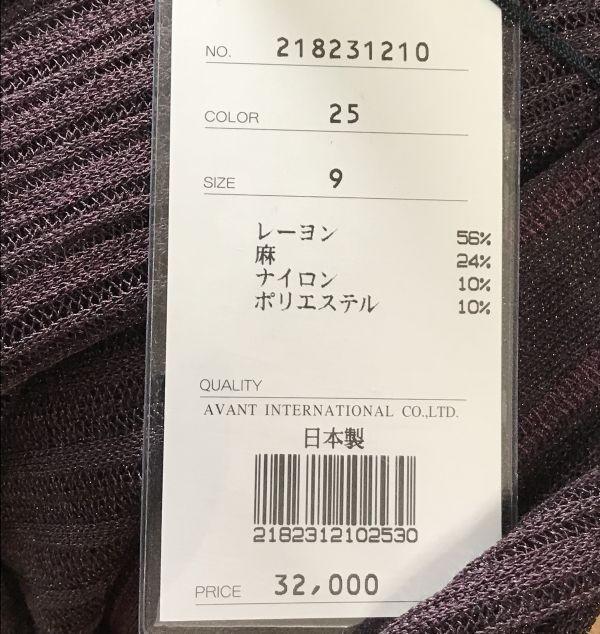 NO. 218231210
COLOR 25
SIZE 9
レーヨン 56%
麻 24%
ナイロン 10%
ポリエステル 10%
QUALITY
AVANT INTERNATIONAL CO.,LTD.
日本製
2182312102530
PRICE 32,000